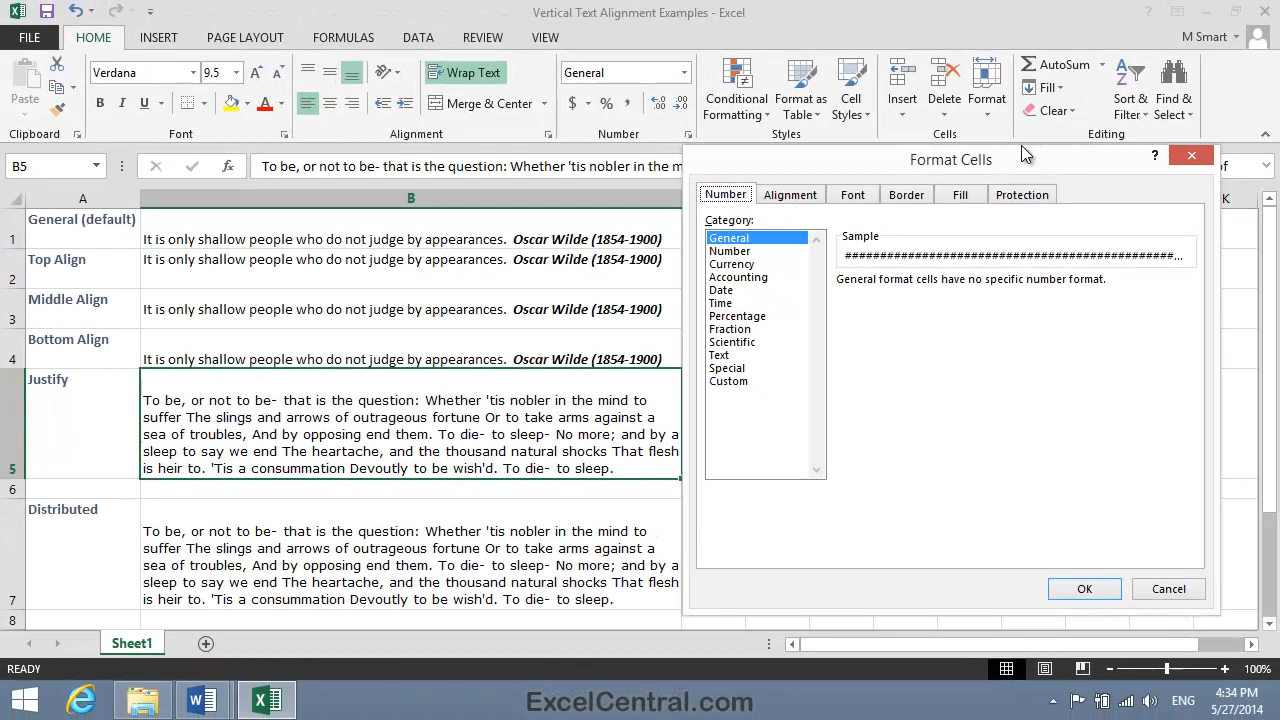 Vertical Text Alignment Examples - Excel
FILE HOME INSERT PAGE LAYOUT FORMULAS DATA REVIEW VIEW M Smart
Paste
Verdana 9.5
B I U
A A
Wrap Text
Merge & Center
General
$ % ,
Conditional Formatting
Format as Table
Cell Styles
Insert
Delete
Format
AutoSum
Fill
Clear
Sort & Filter
Find & Select
Clipboard Font Alignment Number Styles Cells Editing
B5 fx To be, or not to be- that is the question: Whether 'tis nobler in the m of
A B K
1 General (default) It is only shallow people who do not judge by appearances. Oscar Wilde (1854-1900)
2 Top Align It is only shallow people who do not judge by appearances. Oscar Wilde (1854-1900)
3 Middle Align It is only shallow people who do not judge by appearances. Oscar Wilde (1854-1900)
4 Bottom Align It is only shallow people who do not judge by appearances. Oscar Wilde (1854-1900)
5 Justify
To be, or not to be- that is the question: Whether 'tis nobler in the mind to
suffer The slings and arrows of outrageous fortune Or to take arms against a
sea of troubles, And by opposing end them. To die- to sleep- No more; and by a
sleep to say we end The heartache, and the thousand natural shocks That flesh
is heir to. 'Tis a consummation Devoutly to be wish'd. To die- to sleep.
6
7 Distributed
To be, or not to be- that is the question: Whether 'tis nobler in the mind to
suffer The slings and arrows of outrageous fortune Or to take arms against a
sea of troubles, And by opposing end them. To die- to sleep- No more; and by a
sleep to say we end The heartache, and the thousand natural shocks That flesh
is heir to. 'Tis a consummation Devoutly to be wish'd. To die- to sleep.
8
Format Cells ?
Number Alignment Font Border Fill Protection
Category:
General
Number
Currency
Accounting
Date
Time
Percentage
Fraction
Scientific
Text
Special
Custom
Sample
###############################################...
General format cells have no specific number format.
OK Cancel
Sheet1
READY 100%
ExcelCentral.com
ENG
4:34 PM
5/27/2014